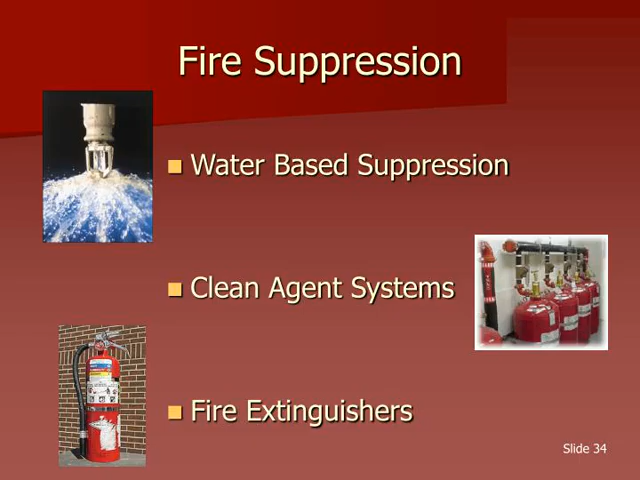 Fire Suppression
Water Based Suppression
Clean Agent Systems
Fire Extinguishers
Slide 34